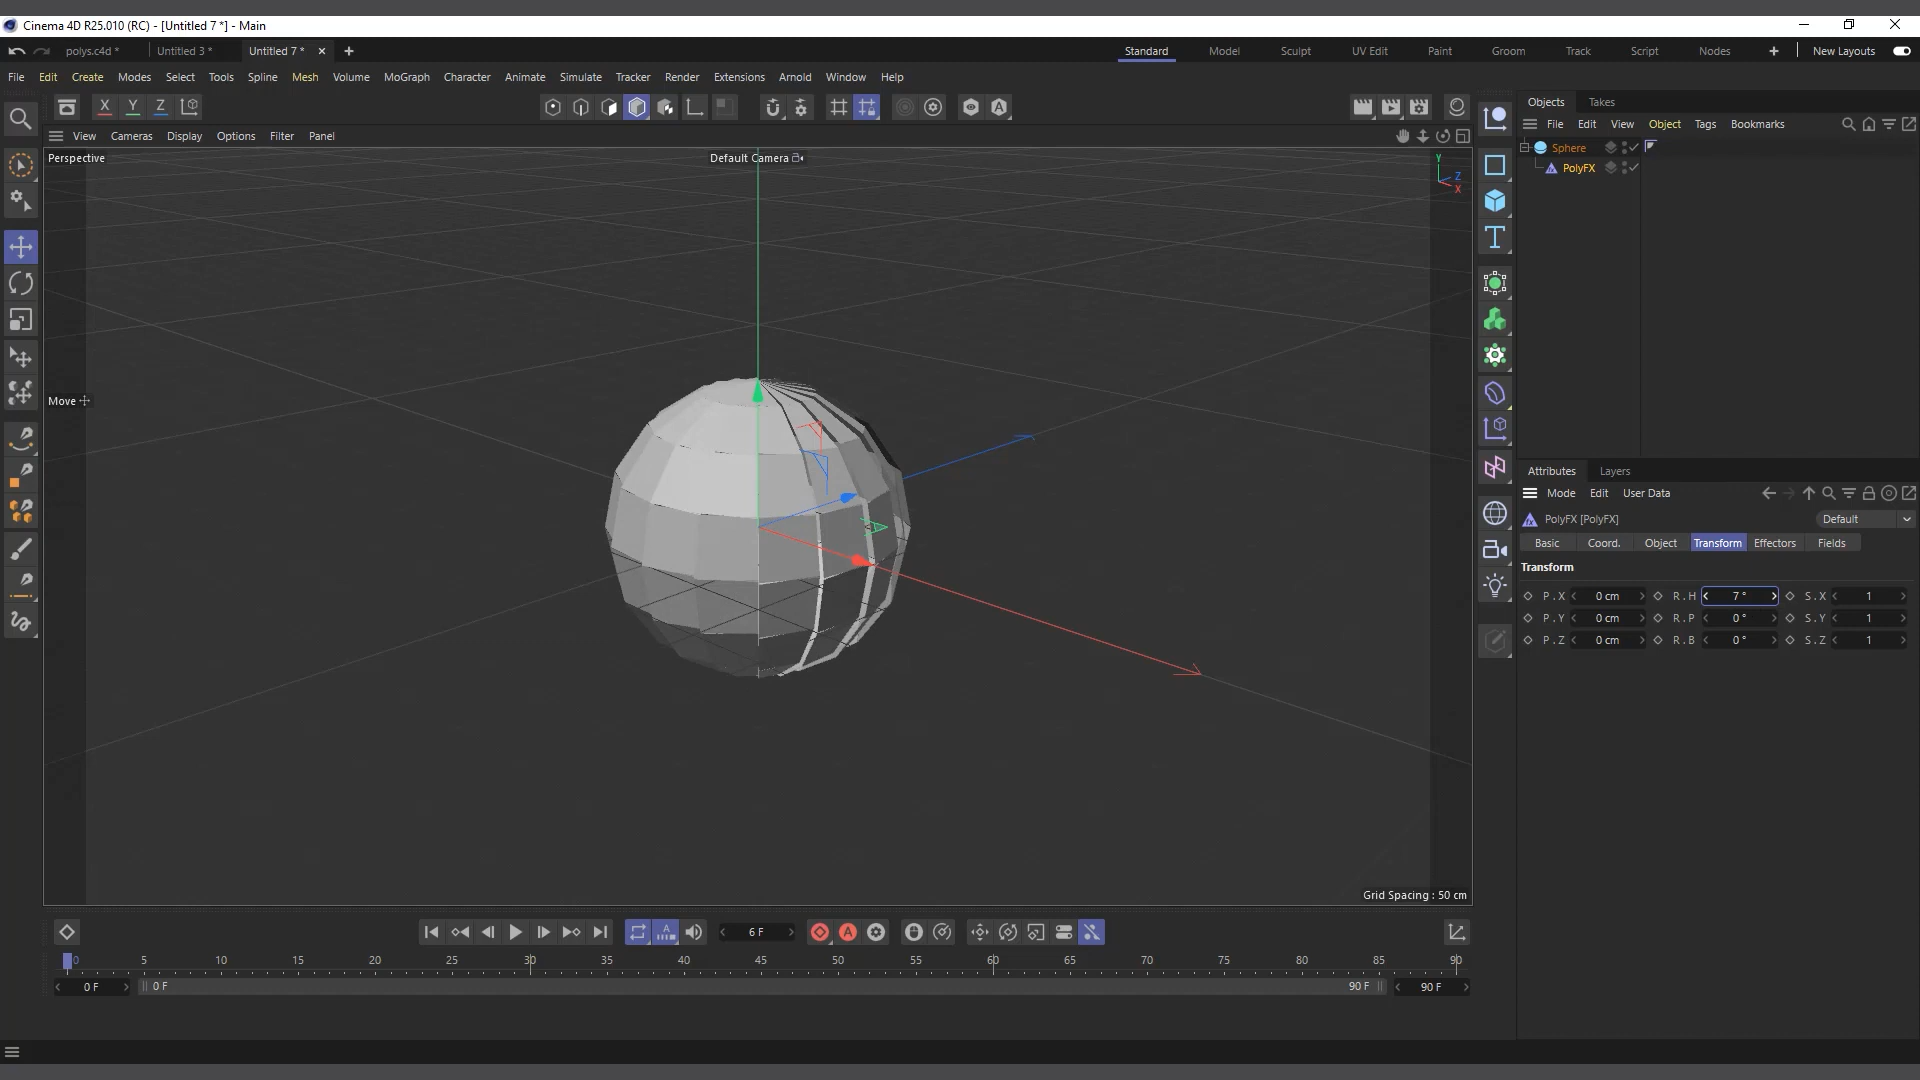 Cinema 4D R25.010 (RC) - [Untitled 7 *] - Main
polys.c4d * Untitled 3 * Untitled 7 * Standard Model Sculpt UV Edit Paint Groom Track Script Nodes New Layouts
File Edit Create Modes Select Tools Spline Mesh Volume MoGraph Character Animate Simulate Tracker Render Extensions Arnold Window Help
X Y Z
View Cameras Display Options Filter Panel
Perspective
Default Camera
Y
Z
X
Move
Grid Spacing : 50 cm
Objects Takes
File Edit View Object Tags Bookmarks
Sphere
PolyFX
Attributes Layers
Mode Edit User Data
PolyFX [PolyFX] Default
Basic Coord. Object Transform Effectors Fields
Transform
P . X 0 cm R . H 7 ° S . X 1
P . Y 0 cm R . P 0 ° S . Y 1
P . Z 0 cm R . B 0 ° S . Z 1
6 F
0 5 10 15 20 25 30 35 40 45 50 55 60 65 70 75 80 85 90
0 F 0 F 90 F 90 F